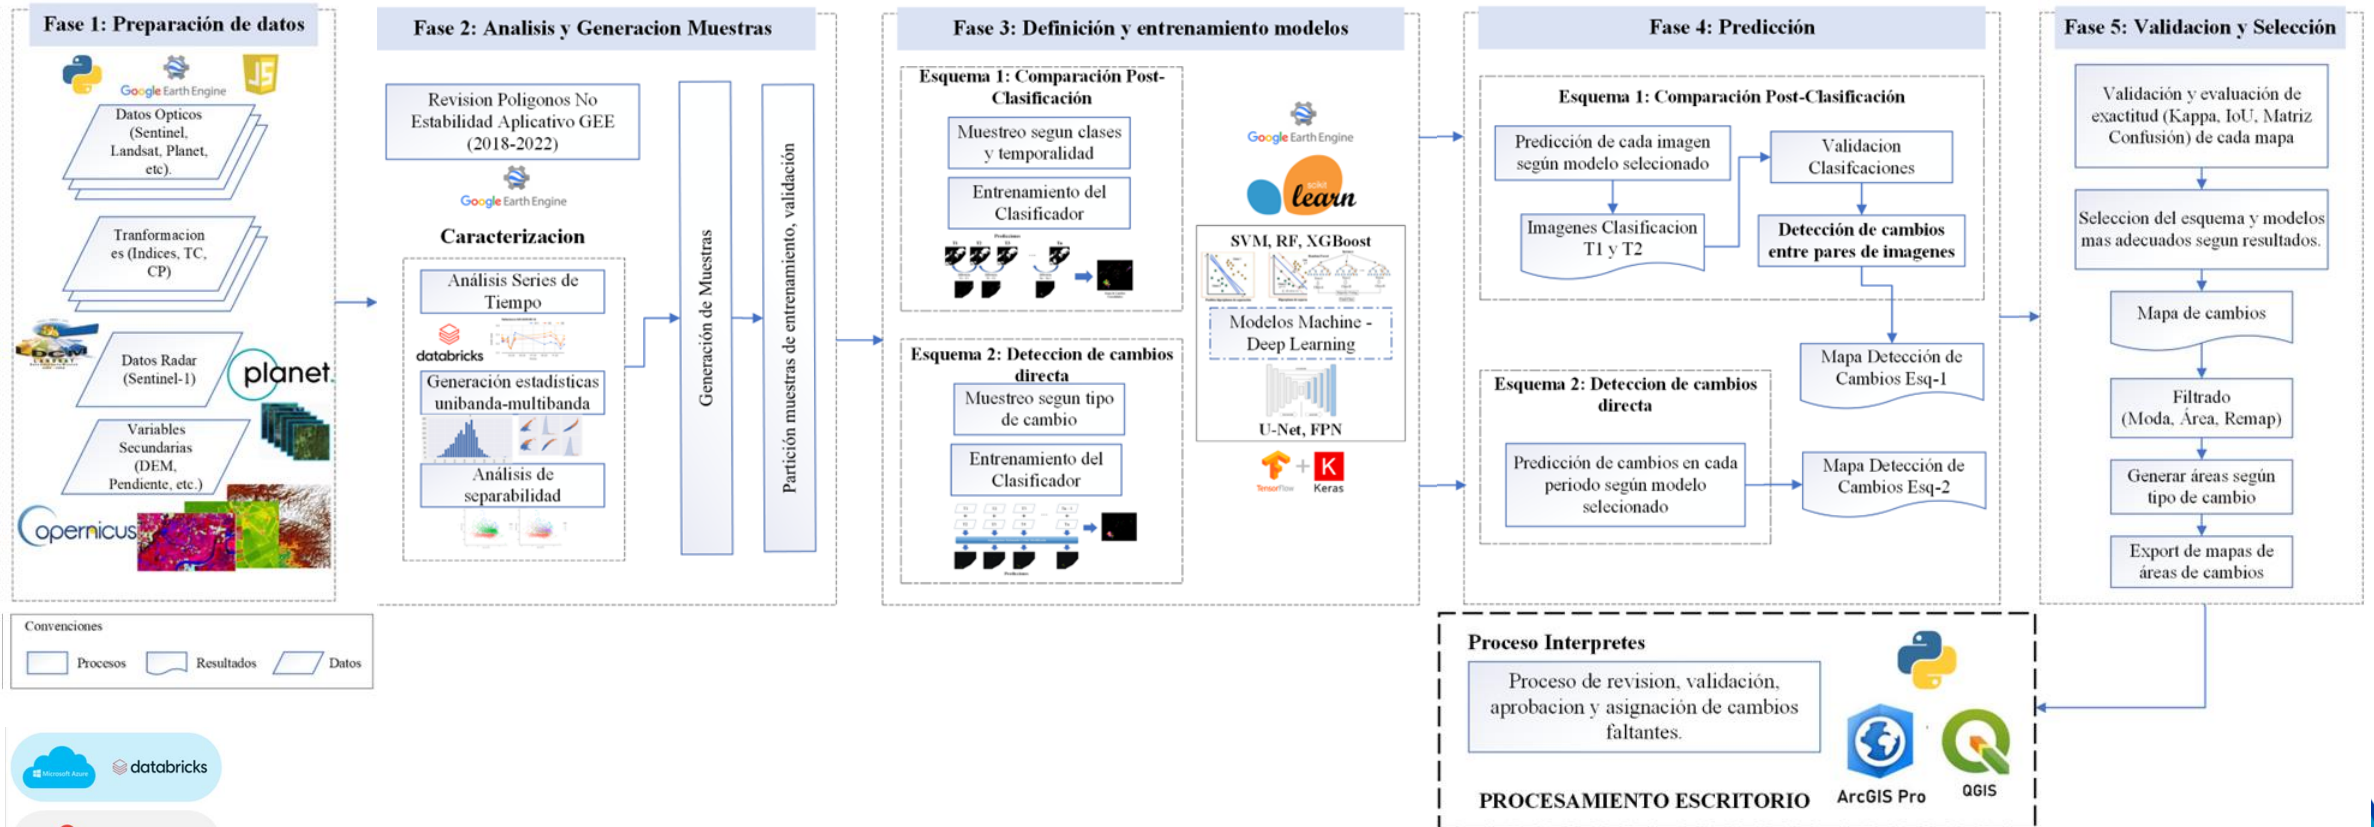 Fase 1: Preparación de datos
Google Earth Engine
JS
Datos Opticos
(Sentinel,
Landsat, Planet,
etc).
Tranformacion
es (Indices, TC,
CP)
Datos Radar
(Sentinel-1)
planet.
Variables
Secundarias
(DEM,
Pendiente, etc.)
opernicus
Convenciones
Procesos
Resultados
Datos
Microsoft Azure
databricks
Fase 2: Analisis y Generacion Muestras
Revision Poligonos No
Estabilidad Aplicativo GEE
(2018-2022)
Google Earth Engine
Caracterizacion
Análisis Series de
Tiempo
databricks
Generación estadísticas
unibanda-multibanda
Análisis de
separabilidad
Generación de Muestras
Partición muestras de entrenamiento, validación
Fase 3: Definición y entrenamiento modelos
Esquema 1: Comparación Post-
Clasificación
Muestreo segun clases
y temporalidad
Entrenamiento del
Clasificador
Predicciones
Esquema 2: Deteccion de cambios
directa
Muestreo segun tipo
de cambio
Entrenamiento del
Clasificador
Predicciones
Google Earth Engine
scikit
learn
SVM, RF, XGBoost
Modelos Machine -
Deep Learning
U-Net, FPN
TensorFlow
+
K
Keras
Fase 4: Predicción
Esquema 1: Comparación Post-Clasificación
Predicción de cada imagen
según modelo selecionado
Imagenes Clasificacion
T1 y T2
Validacion
Clasifcaciones
Detección de cambios
entre pares de imagenes
Mapa Detección de
Cambios Esq-1
Esquema 2: Deteccion de cambios
directa
Predicción de cambios en cada
periodo según modelo
selecionado
Mapa Detección de
Cambios Esq-2
Fase 5: Validacion y Selección
Validación y evaluación de
exactitud (Kappa, IoU, Matriz
Confusión) de cada mapa
Seleccion del esquema y modelos
mas adecuados segun resultados.
Mapa de cambios
Filtrado
(Moda, Área, Remap)
Generar áreas según
tipo de cambio
Export de mapas de
áreas de cambios
Proceso Interpretes
Proceso de revision, validación,
aprobacion y asignación de cambios
faltantes.
PROCESAMIENTO ESCRITORIO
ArcGIS Pro
QGIS